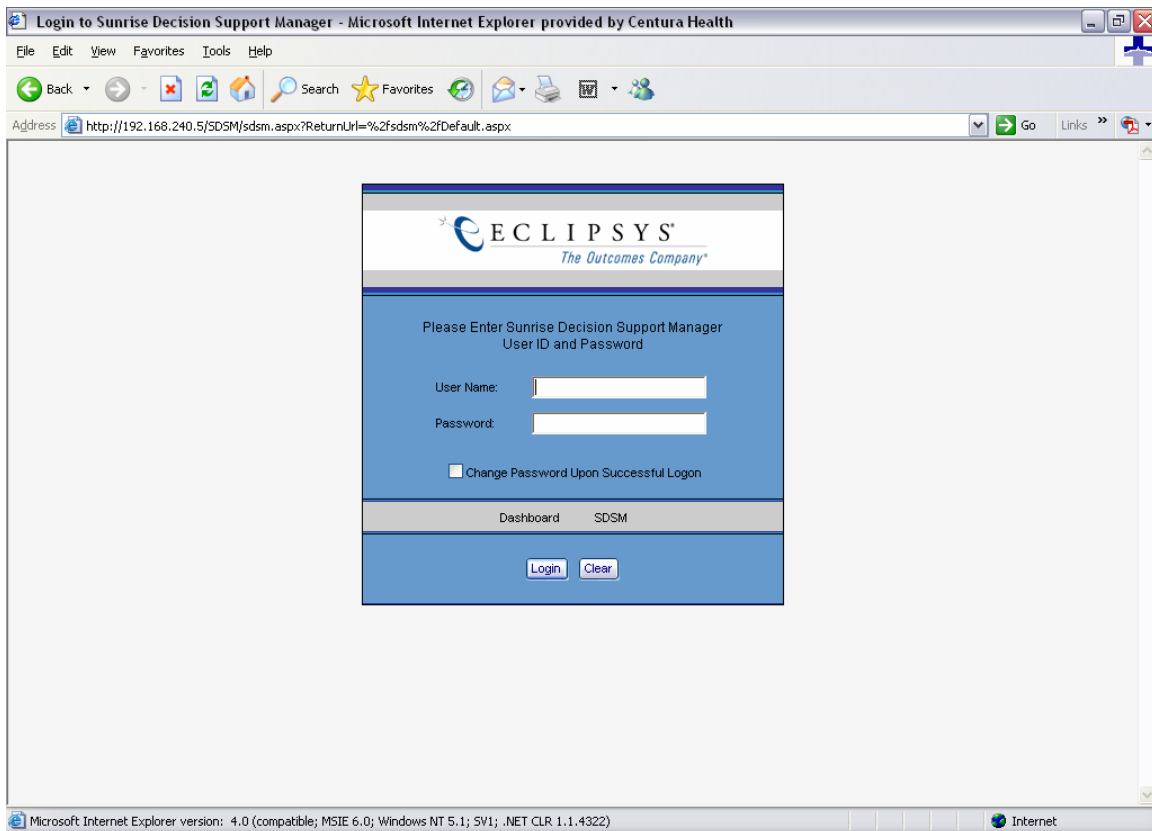 Login to Sunrise Decision Support Manager - Microsoft Internet Explorer provided by Centura Health
File Edit View Favorites Tools Help
Back Search Favorites
Address http://192.168.240.5/SDSM/sdsm.aspx?ReturnUrl=%2fsdsm%2fDefault.aspx Go Links »
ECLIPSYS®
The Outcomes Company®
Please Enter Sunrise Decision Support Manager
User ID and Password
User Name:
Password:
Change Password Upon Successful Logon
Dashboard SDSM
Login Clear
Microsoft Internet Explorer version: 4.0 (compatible; MSIE 6.0; Windows NT 5.1; SV1; .NET CLR 1.1.4322) Internet